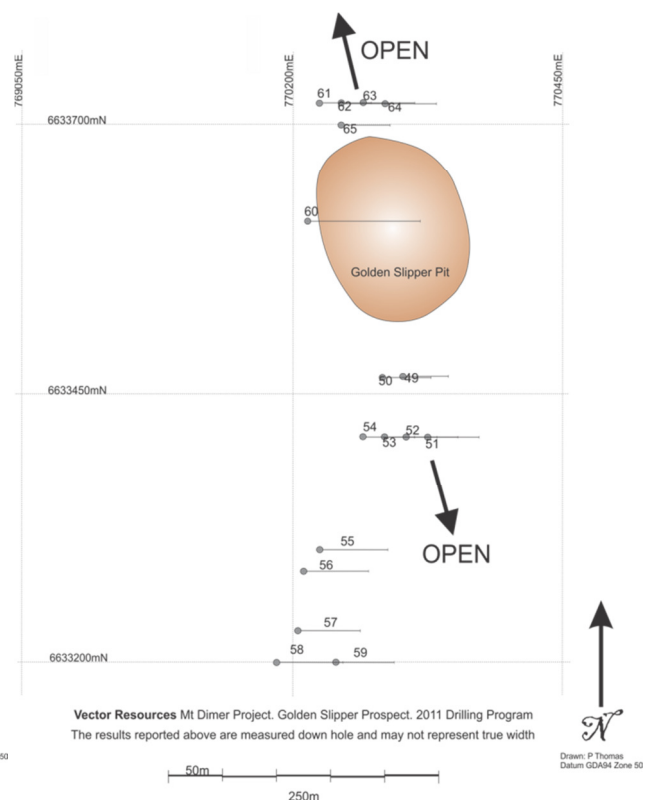 OPEN
769050mE
770200mE
770450mE
61
63
62
64
6633700mN
65
60
Golden Slipper Pit
50
49
6633450mN
54
52
53
51
OPEN
55
56
57
58
59
6633200mN
Vector Resources Mt Dimer Project. Golden Slipper Prospect. 2011 Drilling Program
The results reported above are measured down hole and may not represent true width
N
50
Drawn: P Thomas
Datum GDA94 Zone 50
50m
250m